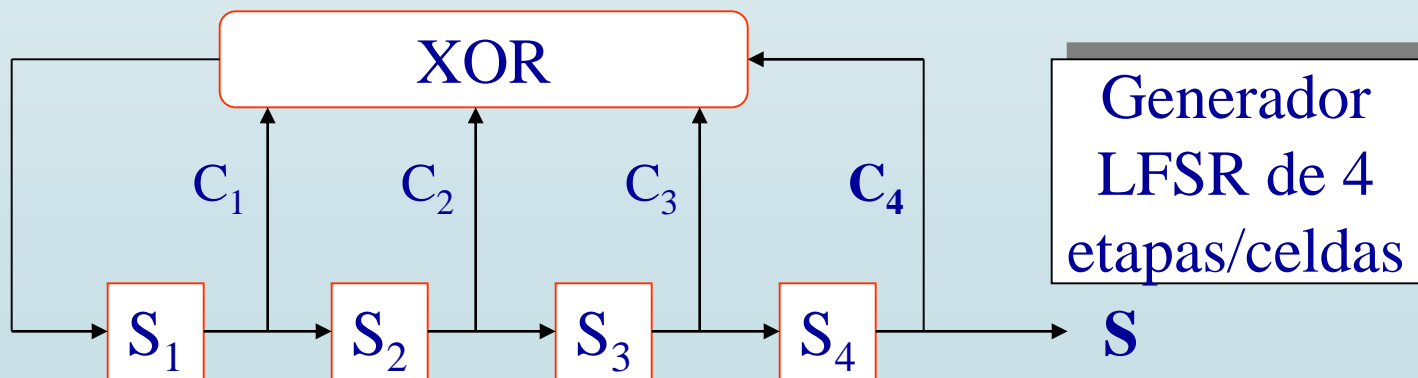 XOR
Generador
LFSR de 4
etapas/celdas
C₁ C₂ C₃ C₄
S₁ S₂ S₃ S₄ S